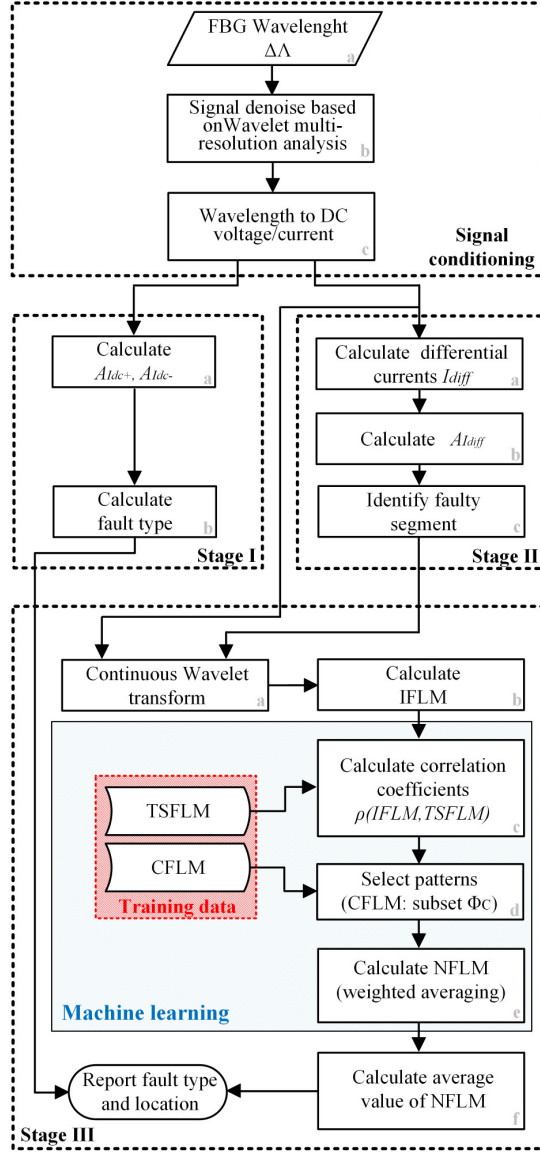 FBG Wavelenght
ΔΛ
a
Signal denoise based
onWavelet multi-
resolution analysis
b
Wavelength to DC
voltage/current
c
Signal
conditioning
Calculate
AIdc+, AIdc-
a
Calculate
fault type
b
Stage I
Calculate differential
currents Idiff
a
Calculate AIdiff
b
Identify faulty
segment
c
Stage II
Continuous Wavelet
transform
a
Calculate
IFLM
b
Calculate correlation
coefficients
ρ(IFLM,TSFLM)
c
TSFLM
CFLM
Training data
Select patterns
(CFLM: subset ΦC)
d
Calculate NFLM
(weighted averaging)
e
Machine learning
Report fault type
and location
Calculate average
value of NFLM
f
Stage III